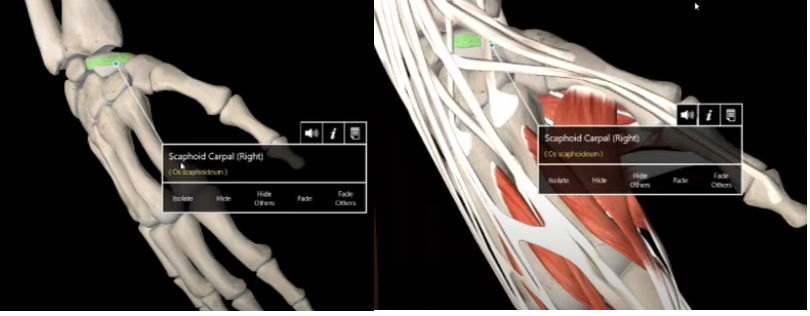 Scaphoid Carpal (Right)
( Os scaphoideum )
Isolate
Hide
Hide Others
Fade
Fade Others
Scaphoid Carpal (Right)
( Os scaphoideum )
Isolate
Hide
Hide Others
Fade
Fade Others